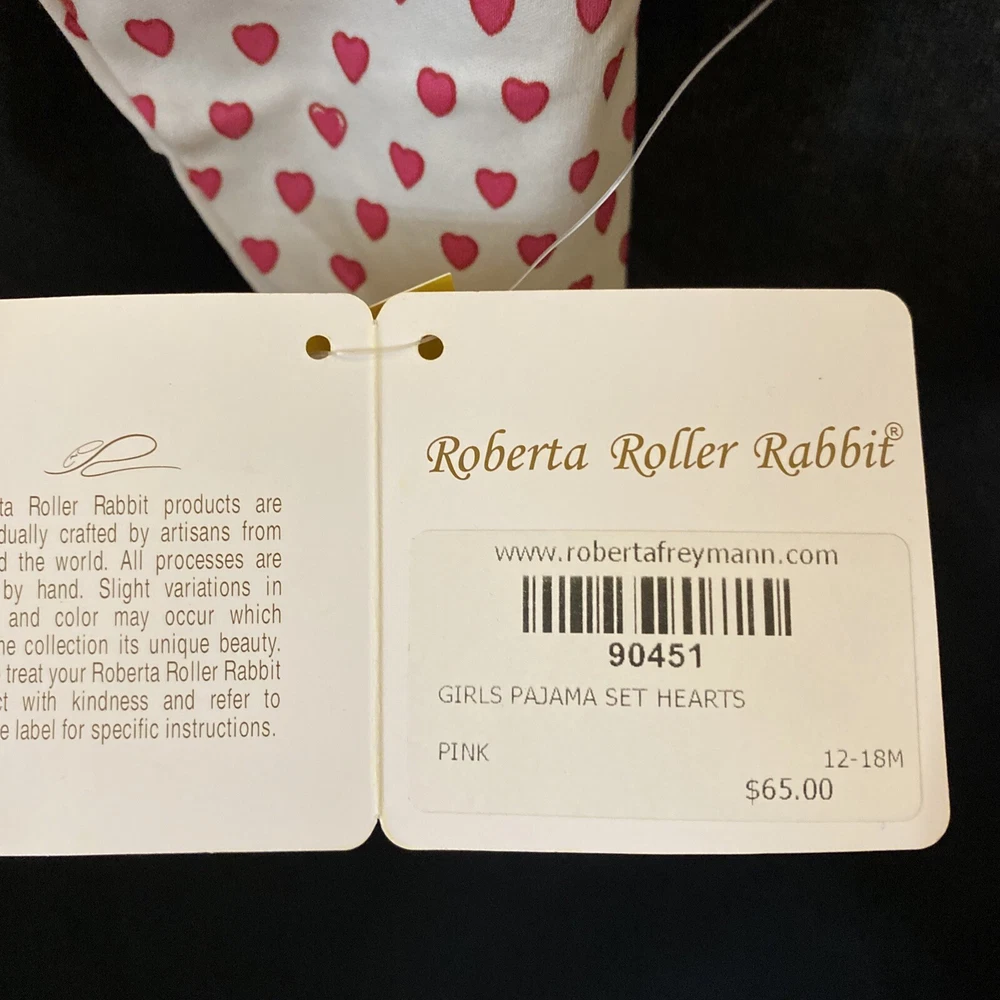 ta Roller Rabbit products are
dually crafted by artisans from
d the world. All processes are
by hand. Slight variations in
and color may occur which
he collection its unique beauty.
treat your Roberta Roller Rabbit
ct with kindness and refer to
e label for specific instructions.
Roberta Roller Rabbit®
www.robertafreymann.com
90451
GIRLS PAJAMA SET HEARTS
PINK 12-18M
$65.00